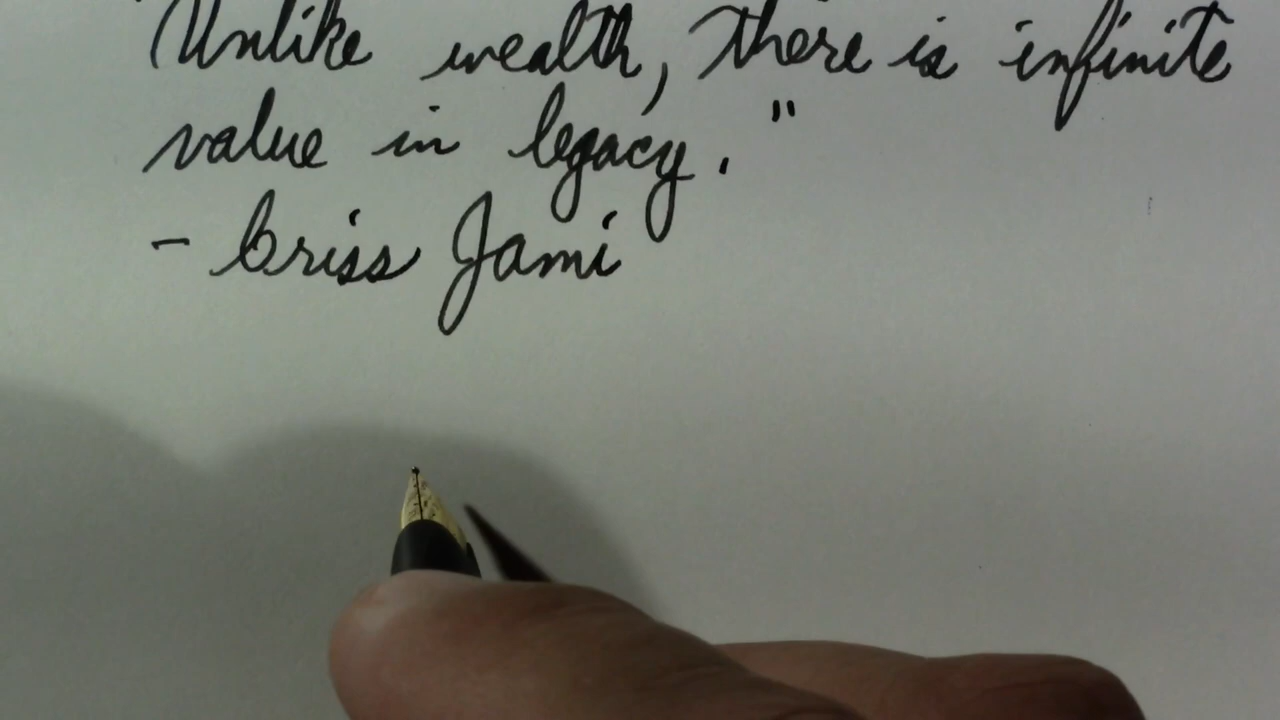 "Unlike wealth, there is infinite
value in legacy."
- Criss Jami